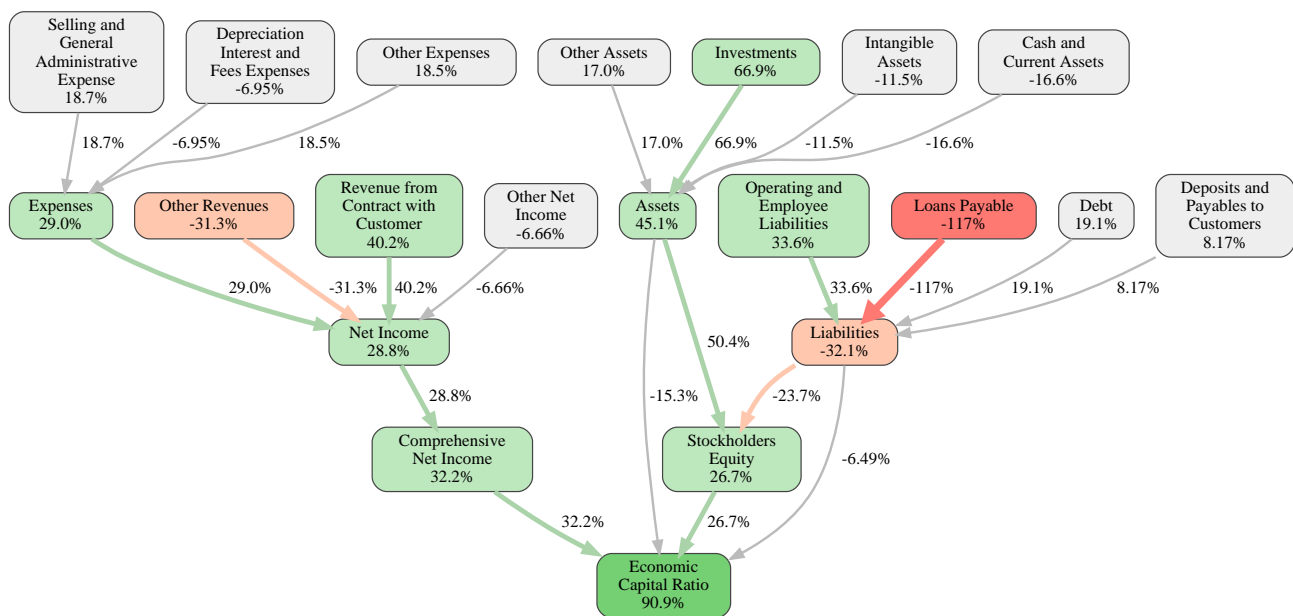 Selling and
General
Administrative
Expense
18.7%
Depreciation
Interest and
Fees Expenses
-6.95%
Other Expenses
18.5%
Other Assets
17.0%
Investments
66.9%
Intangible
Assets
-11.5%
Cash and
Current Assets
-16.6%
18.7%
-6.95%
18.5%
17.0%
66.9%
-11.5%
-16.6%
Expenses
29.0%
Other Revenues
-31.3%
Revenue from
Contract with
Customer
40.2%
Other Net
Income
-6.66%
Assets
45.1%
Operating and
Employee
Liabilities
33.6%
Loans Payable
-117%
Debt
19.1%
Deposits and
Payables to
Customers
8.17%
29.0%
-31.3%
40.2%
-6.66%
33.6%
-117%
19.1%
8.17%
Net Income
28.8%
50.4%
Liabilities
-32.1%
28.8%
-15.3%
-23.7%
Comprehensive
Net Income
32.2%
Stockholders
Equity
26.7%
-6.49%
32.2%
26.7%
Economic
Capital Ratio
90.9%